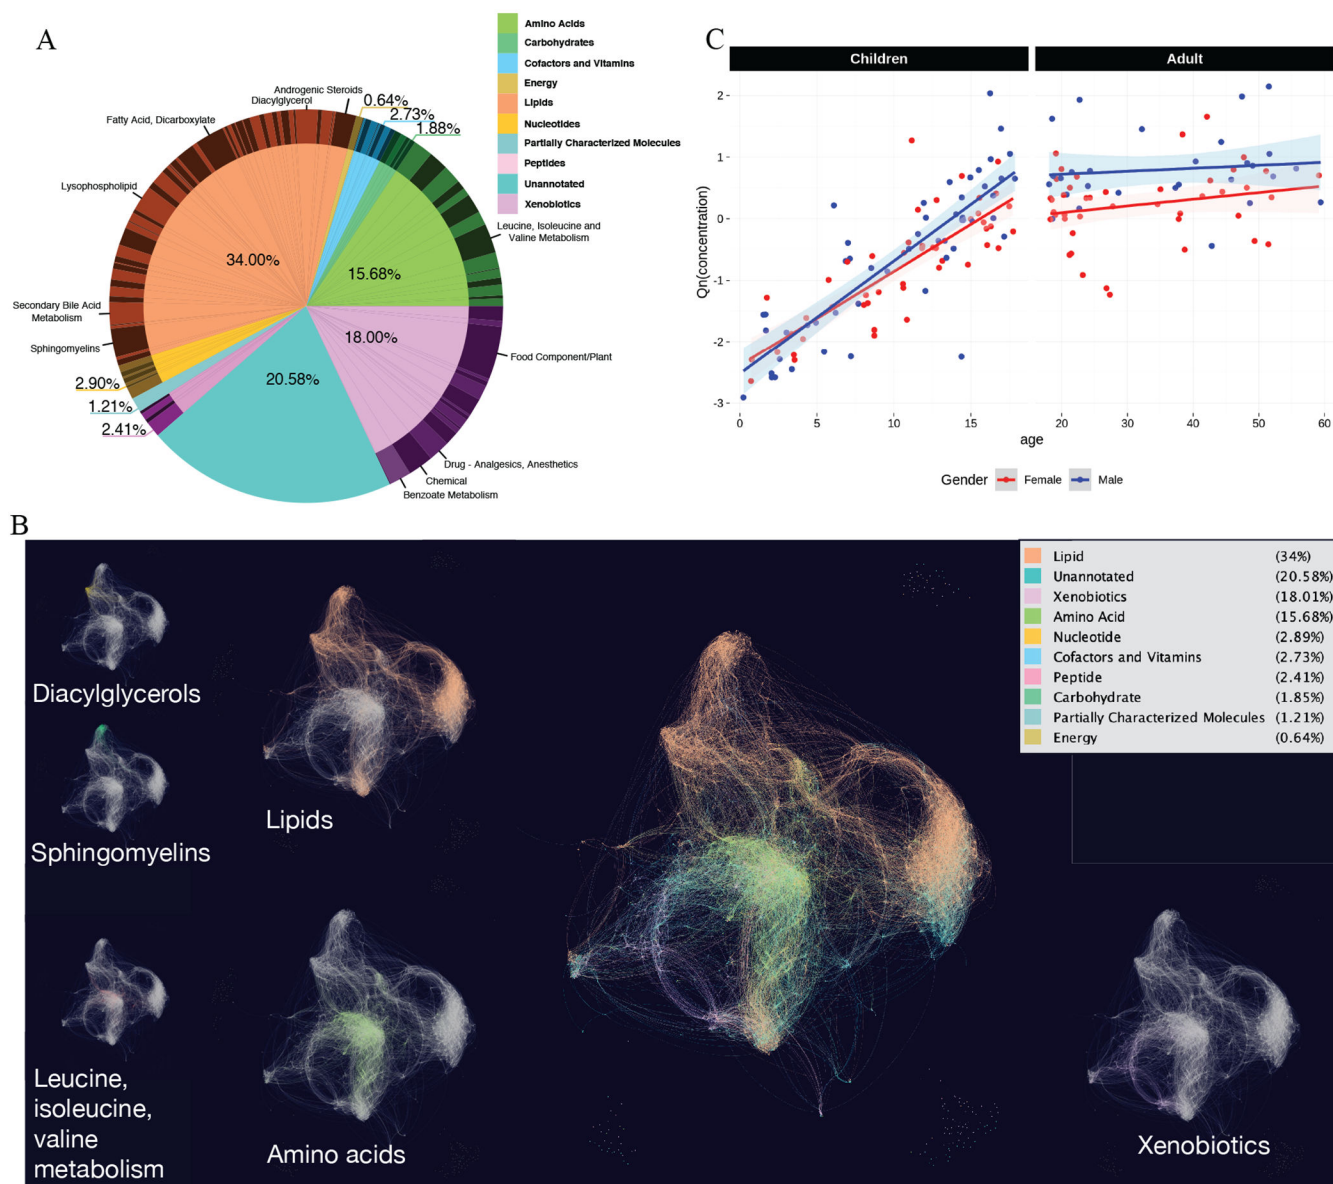 A
Amino Acids
Carbohydrates
Cofactors and Vitamins
Energy
Lipids
Nucleotides
Partially Characterized Molecules
Peptides
Unannotated
Xenobiotics
Androgenic Steroids
Diacylglycerol
Fatty Acid, Dicarboxylate
Lysophospholipid
Secondary Bile Acid
Metabolism
Sphingomyelins
0.64%
2.73%
1.88%
Leucine, Isoleucine and
Valine Metabolism
34.00%
15.68%
18.00%
20.58%
2.90%
1.21%
2.41%
Food Component/Plant
Drug - Analgesics, Anesthetics
Chemical
Benzoate Metabolism
C
Children
Adult
Qn(concentration)
2
1
0
-1
-2
-3
0
5
10
15
20
30
40
50
60
age
Gender
Female
Male
B
Diacylglycerols
Sphingomyelins
Leucine,
isoleucine,
valine
metabolism
Lipids
Amino acids
Xenobiotics
Lipid (34%)
Unannotated (20.58%)
Xenobiotics (18.01%)
Amino Acid (15.68%)
Nucleotide (2.89%)
Cofactors and Vitamins (2.73%)
Peptide (2.41%)
Carbohydrate (1.85%)
Partially Characterized Molecules (1.21%)
Energy (0.64%)